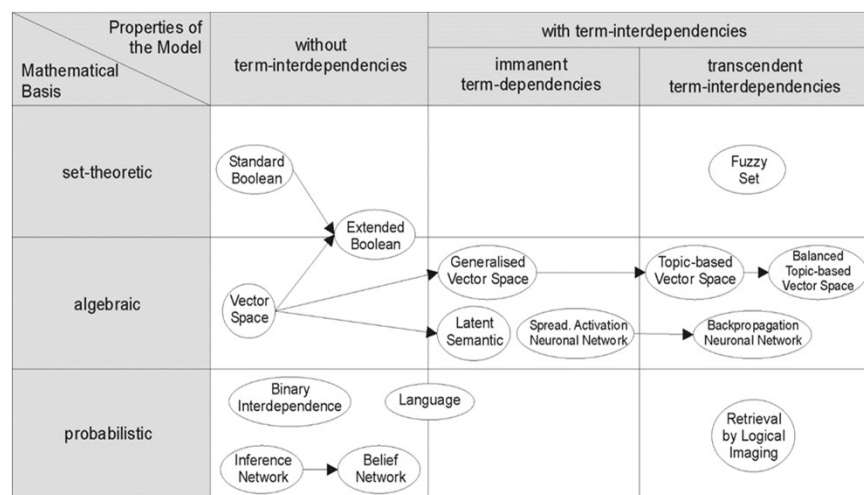 Properties of
the Model
Mathematical
Basis
without
term-interdependencies
with term-interdependencies
immanent
term-dependencies
transcendent
term-interdependencies
set-theoretic
Standard
Boolean
Fuzzy
Set
Extended
Boolean
algebraic
Vector
Space
Generalised
Vector Space
Topic-based
Vector Space
Balanced
Topic-based
Vector Space
Latent
Semantic
Spread. Activation
Neuronal Network
Backpropagation
Neuronal Network
probabilistic
Binary
Interdependence
Language
Inference
Network
Belief
Network
Retrieval
by Logical
Imaging